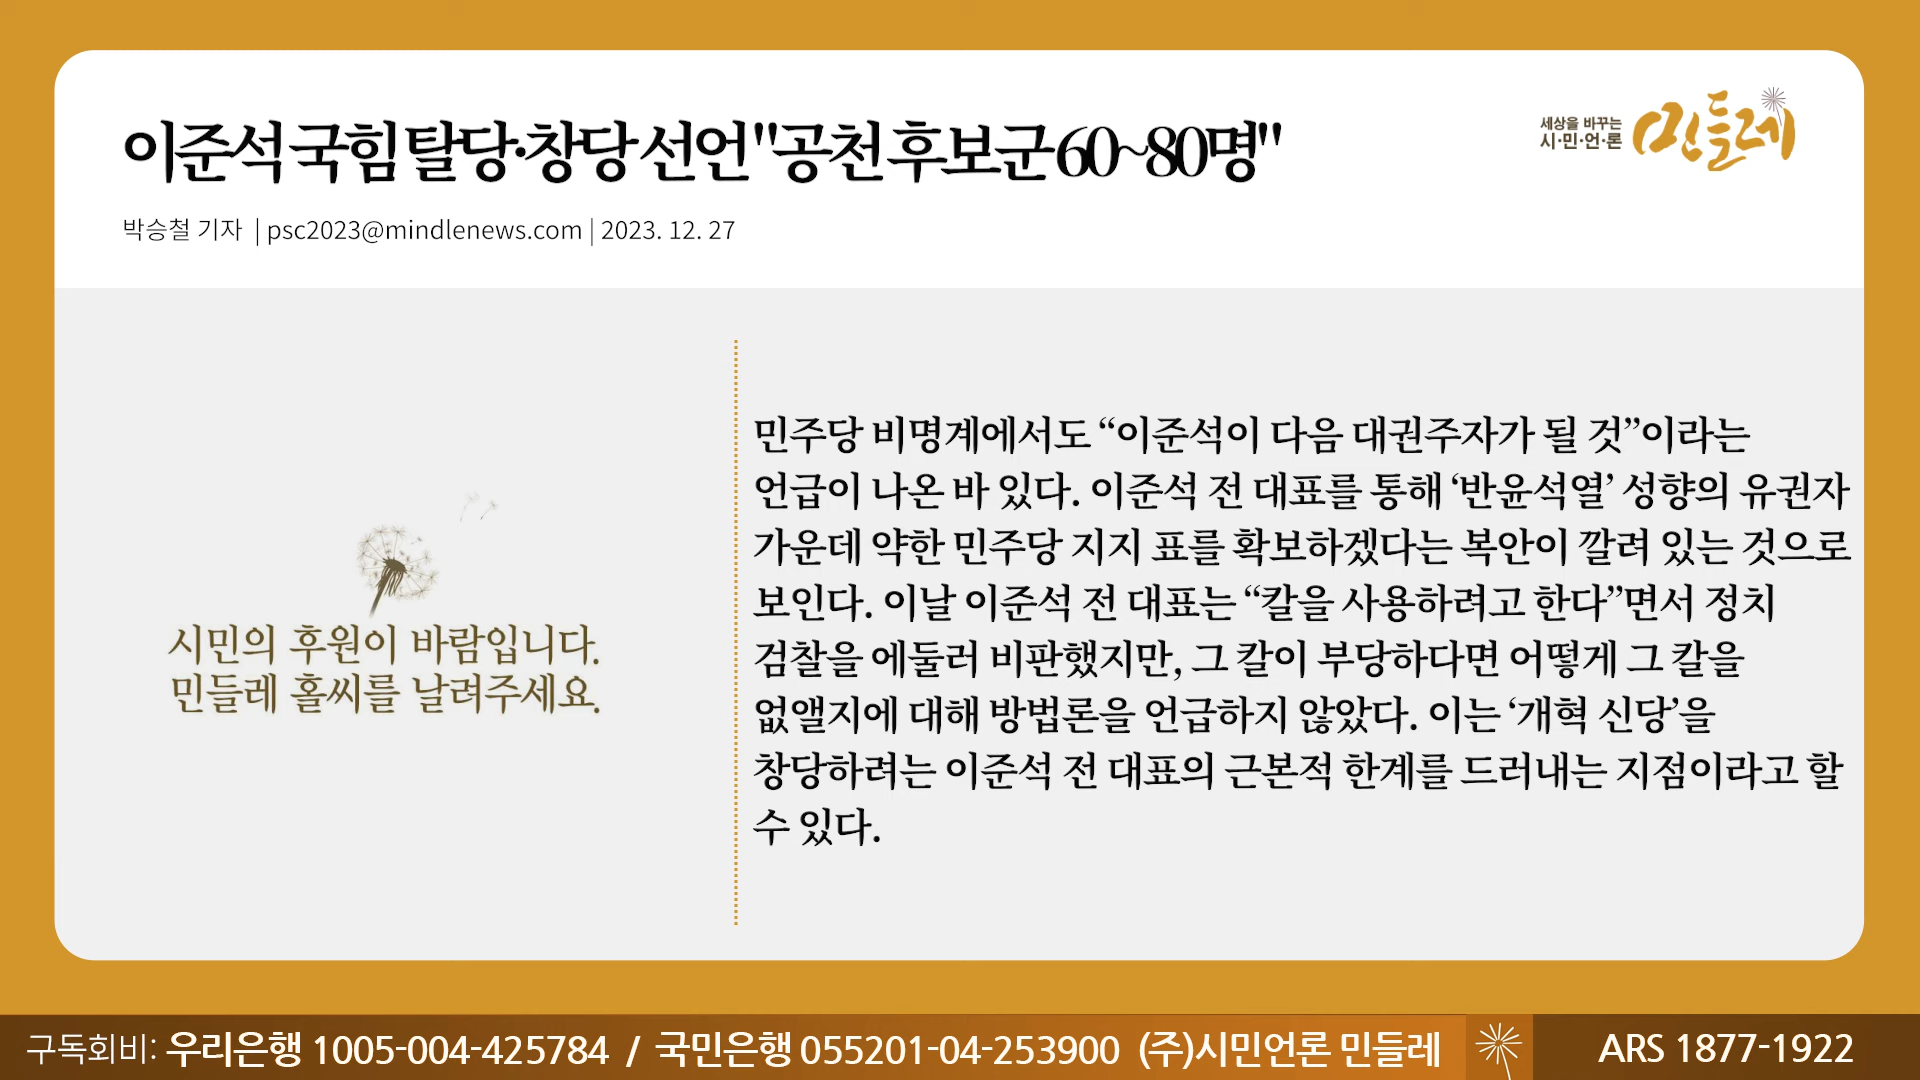 이준석 국힘 탈당·창당 선언 "공천 후보군 60~80명"
세상을 바꾸는
시·민·언·론
민들레
박승철 기자 | psc2023@mindlenews.com | 2023. 12. 27
시민의 후원이 바람입니다.
민들레 홀씨를 날려주세요.
민주당 비명계에서도 “이준석이 다음 대권주자가 될 것”이라는
언급이 나온 바 있다. 이준석 전 대표를 통해 ‘반윤석열’ 성향의 유권자
가운데 약한 민주당 지지 표를 확보하겠다는 복안이 깔려 있는 것으로
보인다. 이날 이준석 전 대표는 “칼을 사용하려고 한다”면서 정치
검찰을 에둘러 비판했지만, 그 칼이 부당하다면 어떻게 그 칼을
없앨지에 대해 방법론을 언급하지 않았다. 이는 ‘개혁 신당’을
창당하려는 이준석 전 대표의 근본적 한계를 드러내는 지점이라고 할
수 있다.
구독회비: 우리은행 1005-004-425784 / 국민은행 055201-04-253900 (주)시민언론 민들레
ARS 1877-1922